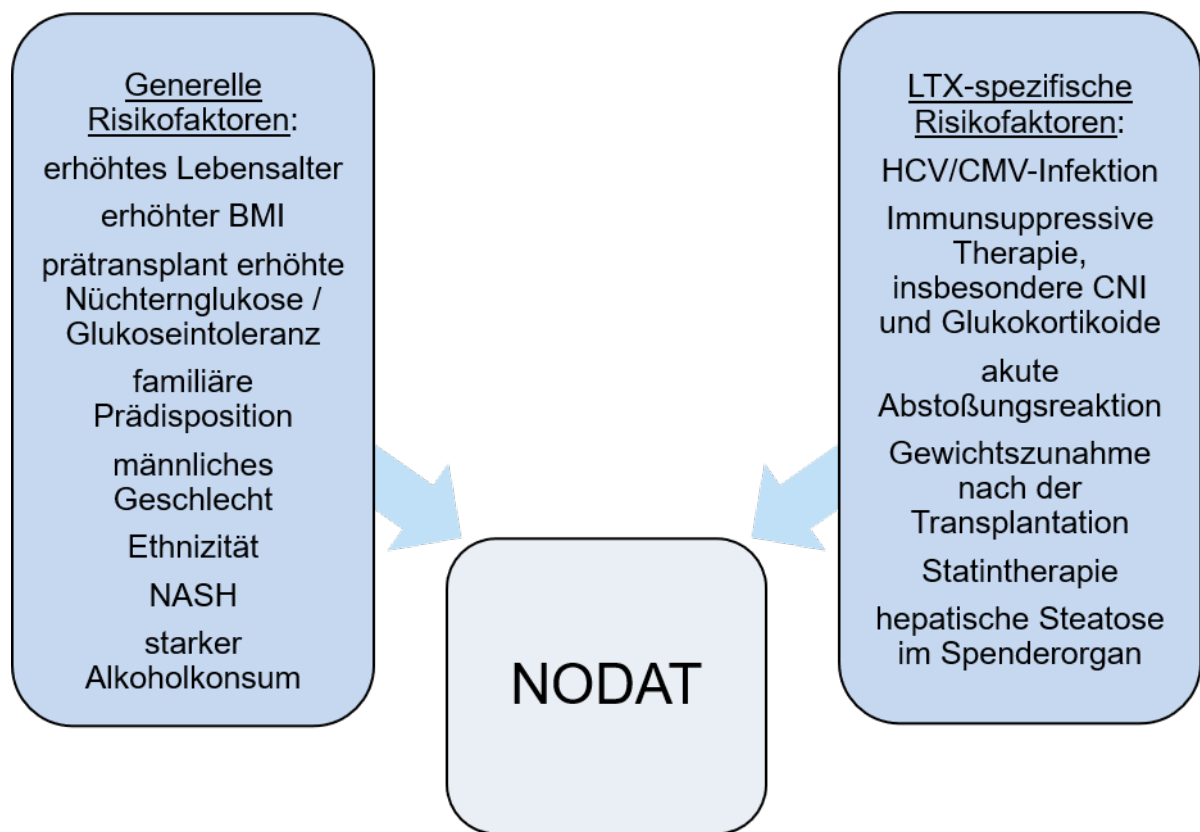 Generelle
Risikofaktoren:
erhöhtes Lebensalter
erhöhter BMI
prätransplant erhöhte
Nüchternglukose /
Glukoseintoleranz
familiäre
Prädisposition
männliches
Geschlecht
Ethnizität
NASH
starker
Alkoholkonsum
LTX-spezifische
Risikofaktoren:
HCV/CMV-Infektion
Immunsuppressive
Therapie,
insbesondere CNI
und Glukokortikoide
akute
Abstoßungsreaktion
Gewichtszunahme
nach der
Transplantation
Statintherapie
hepatische Steatose
im Spenderorgan
NODAT